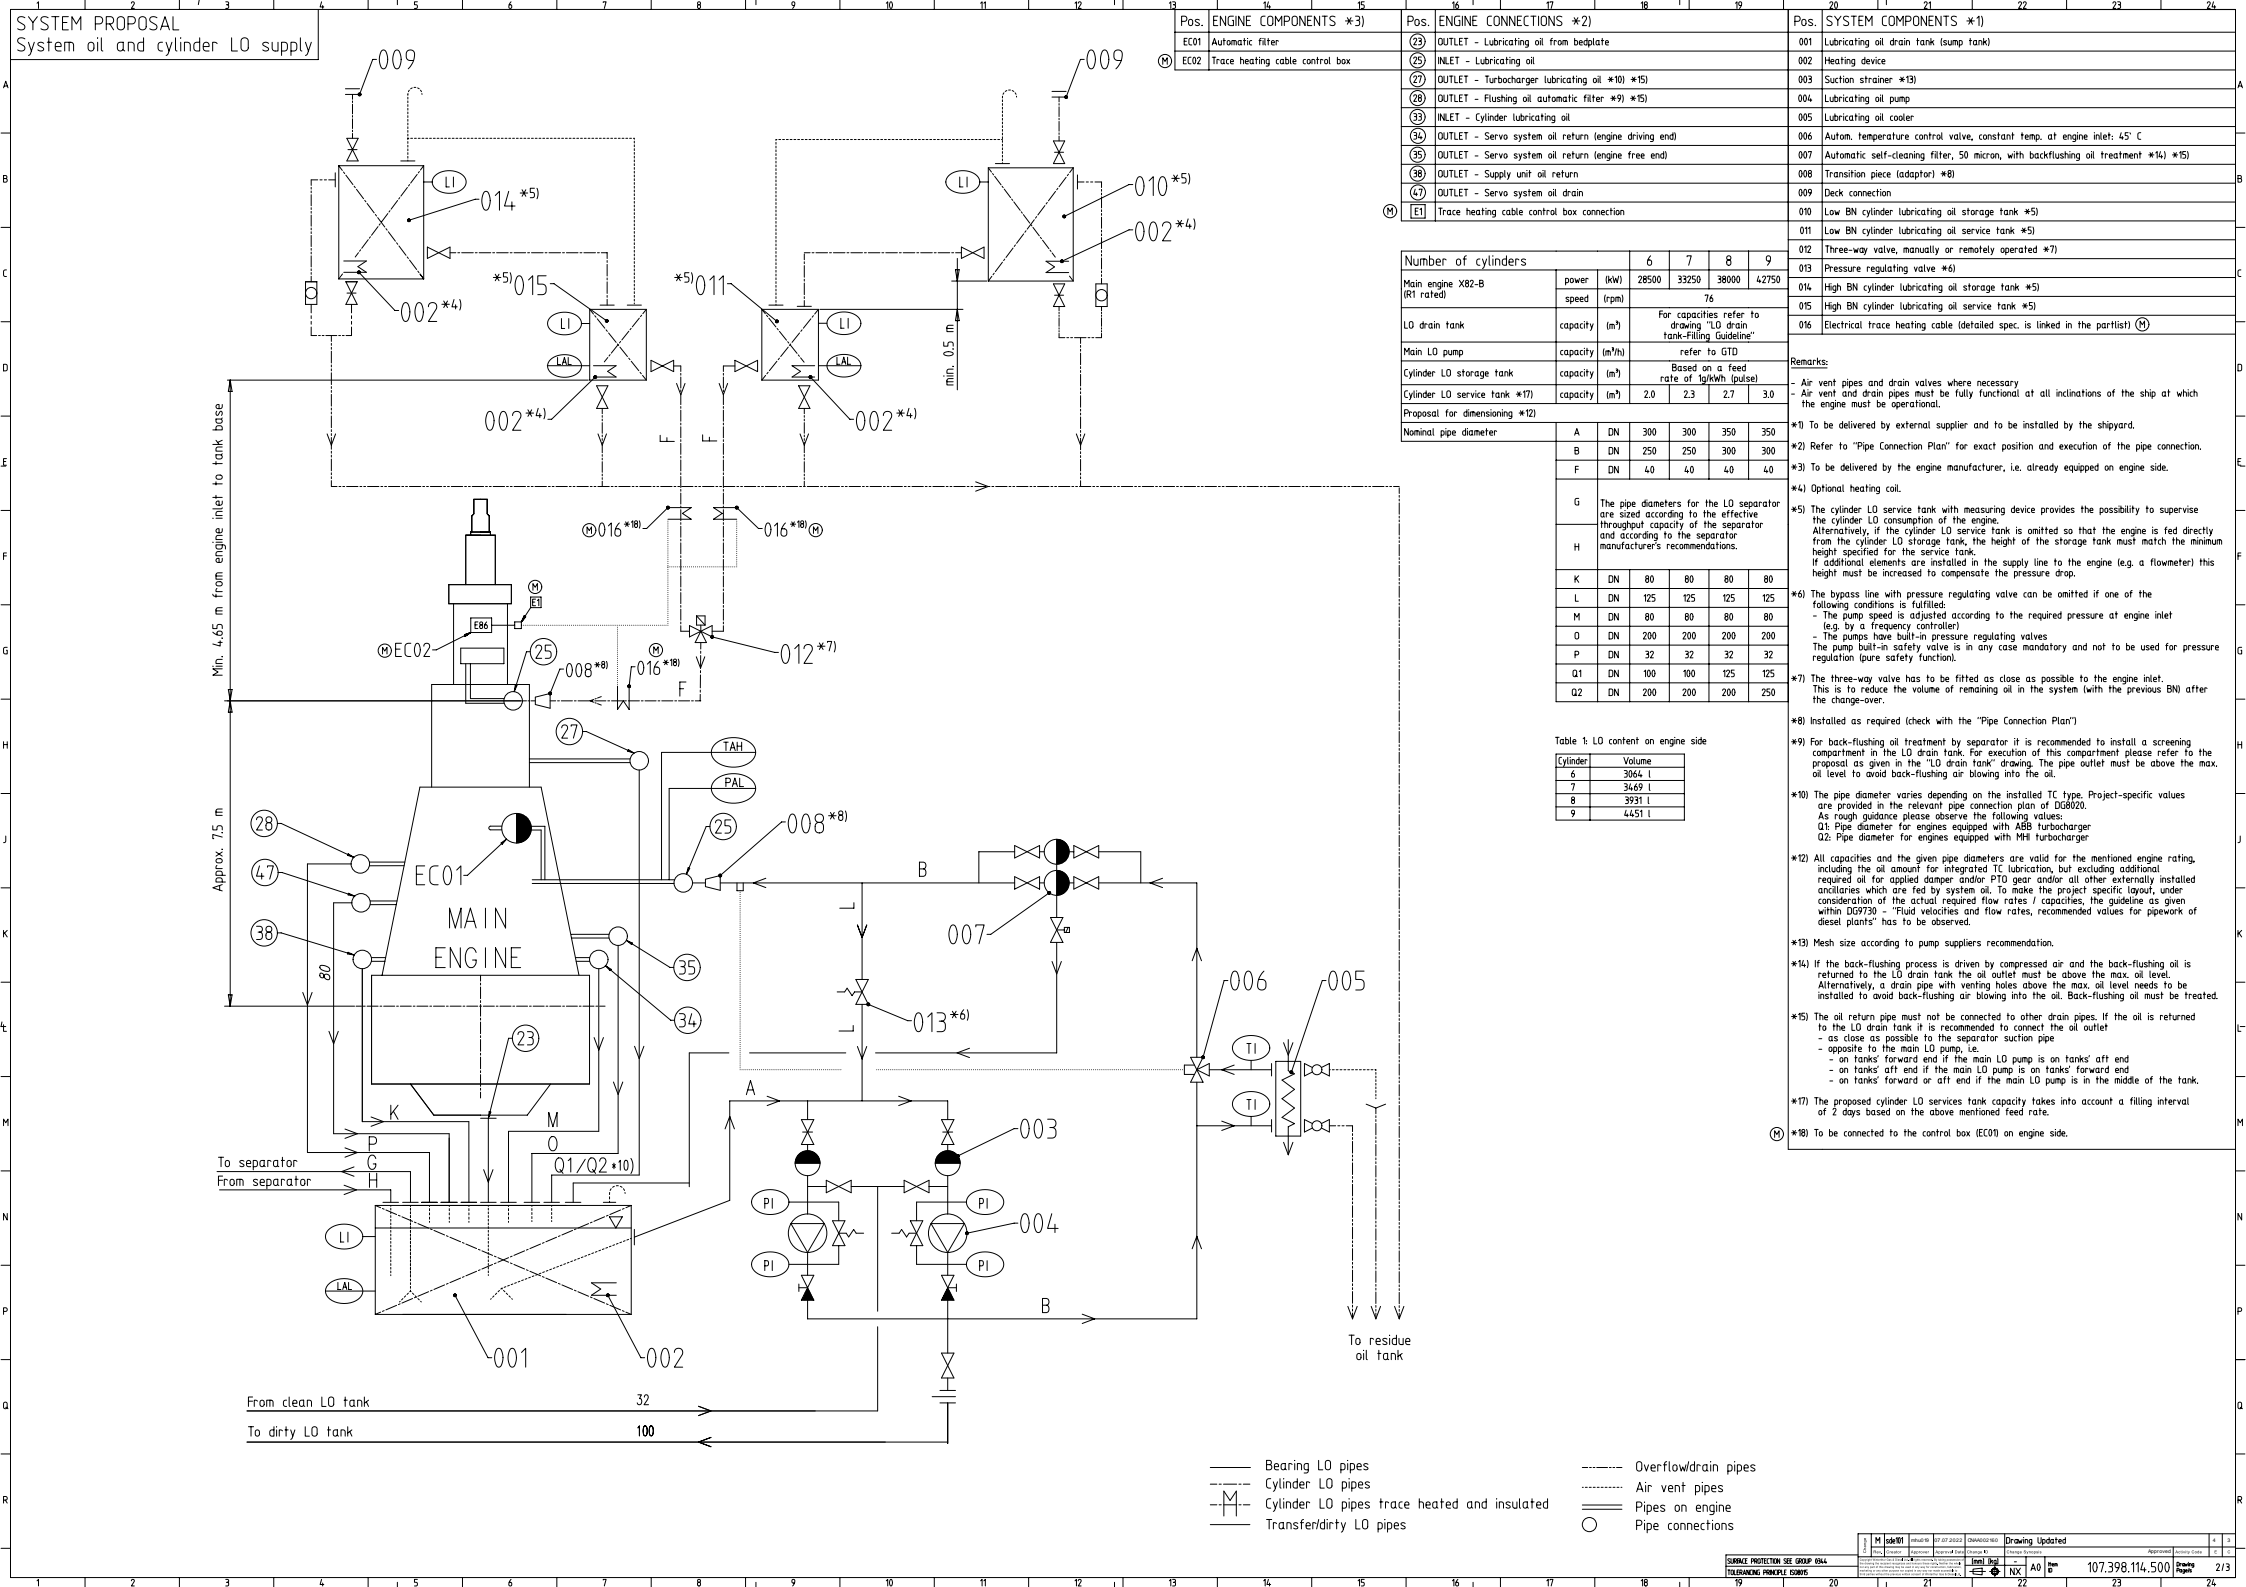 SYSTEM PROPOSAL
System oil and cylinder LO supply
Pos. ENGINE COMPONENTS *3)
EC01 Automatic filter
M EC02 Trace heating cable control box
Pos. ENGINE CONNECTIONS *2)
23 OUTLET - Lubricating oil from bedplate
25 INLET - Lubricating oil
27 OUTLET - Turbocharger lubricating oil *10) *15)
28 OUTLET - Flushing oil automatic filter *9) *15)
33 INLET - Cylinder lubricating oil
34 OUTLET - Servo system oil return (engine driving end)
35 OUTLET - Servo system oil return (engine free end)
38 OUTLET - Supply unit oil return
47 OUTLET - Servo system oil drain
M E1 Trace heating cable control box connection
Pos. SYSTEM COMPONENTS *1)
001 Lubricating oil drain tank (sump tank)
002 Heating device
003 Suction strainer *13)
004 Lubricating oil pump
005 Lubricating oil cooler
006 Autom. temperature control valve, constant temp. at engine inlet: 45° C
007 Automatic self-cleaning filter, 50 micron, with backflushing oil treatment *14) *15)
008 Transition piece (adaptor) *8)
009 Deck connection
010 Low BN cylinder lubricating oil storage tank *5)
011 Low BN cylinder lubricating oil service tank *5)
012 Three-way valve, manually or remotely operated *7)
013 Pressure regulating valve *6)
014 High BN cylinder lubricating oil storage tank *5)
015 High BN cylinder lubricating oil service tank *5)
016 Electrical trace heating cable (detailed spec. is linked in the partlist) M
Number of cylinders 6 7 8 9
Main engine X82-B
(R1 rated)
power (kW) 28500 33250 38000 42750
speed (rpm) 76
LO drain tank capacity (m³) For capacities refer to
drawing "LO drain
tank-Filling Guideline"
Main LO pump capacity (m³/h) refer to GTD
Cylinder LO storage tank capacity (m³) Based on a feed
rate of 1g/kWh (pulse)
Cylinder LO service tank *17) capacity (m³) 2.0 2.3 2.7 3.0
Proposal for dimensioning *12)
Nominal pipe diameter A DN 300 300 350 350
B DN 250 250 300 300
F DN 40 40 40 40
G
H
The pipe diameters for the LO separator
are sized according to the effective
throughput capacity of the separator
and according to the separator
manufacturer's recommendations.
K DN 80 80 80 80
L DN 125 125 125 125
M DN 80 80 80 80
O DN 200 200 200 200
P DN 32 32 32 32
Q1 DN 100 100 125 125
Q2 DN 200 200 200 250
Table 1: LO content on engine side
Cylinder Volume
6 3064 l
7 3469 l
8 3931 l
9 4451 l
Remarks:
- Air vent pipes and drain valves where necessary
- Air vent and drain pipes must be fully functional at all inclinations of the ship at which
the engine must be operational.
*1) To be delivered by external supplier and to be installed by the shipyard.
*2) Refer to "Pipe Connection Plan" for exact position and execution of the pipe connection.
*3) To be delivered by the engine manufacturer, i.e. already equipped on engine side.
*4) Optional heating coil.
*5) The cylinder LO service tank with measuring device provides the possibility to supervise
the cylinder LO consumption of the engine.
Alternatively, if the cylinder LO service tank is omitted so that the engine is fed directly
from the cylinder LO storage tank, the height of the storage tank must match the minimum
height specified for the service tank.
If additional elements are installed in the supply line to the engine (e.g. a flowmeter) this
height must be increased to compensate the pressure drop.
*6) The bypass line with pressure regulating valve can be omitted if one of the
following conditions is fulfilled:
- The pump speed is adjusted according to the required pressure at engine inlet
(e.g. by a frequency controller)
- The pumps have built-in pressure regulating valves
The pump built-in safety valve is in any case mandatory and not to be used for pressure
regulation (pure safety function).
*7) The three-way valve has to be fitted as close as possible to the engine inlet.
This is to reduce the volume of remaining oil in the system (with the previous BN) after
the change-over.
*8) Installed as required (check with the "Pipe Connection Plan")
*9) For back-flushing oil treatment by separator it is recommended to install a screening
compartment in the LO drain tank. For execution of this compartment please refer to the
proposal as given in the "LO drain tank" drawing. The pipe outlet must be above the max.
oil level to avoid back-flushing air blowing into the oil.
*10) The pipe diameter varies depending on the installed TC type. Project-specific values
are provided in the relevant pipe connection plan of DG8020.
As rough guidance please observe the following values:
Q1: Pipe diameter for engines equipped with ABB turbocharger
Q2: Pipe diameter for engines equipped with MHI turbocharger
*12) All capacities and the given pipe diameters are valid for the mentioned engine rating,
including the oil amount for integrated TC lubrication, but excluding additional
required oil for applied damper and/or PTO gear and/or all other externally installed
ancillaries which are fed by system oil. To make the project specific layout, under
consideration of the actual required flow rates / capacities, the guideline as given
within DG9730 - "Fluid velocities and flow rates, recommended values for pipework of
diesel plants" has to be observed.
*13) Mesh size according to pump suppliers recommendation.
*14) If the back-flushing process is driven by compressed air and the back-flushing oil is
returned to the LO drain tank the oil outlet must be above the max. oil level.
Alternatively, a drain pipe with venting holes above the max. oil level needs to be
installed to avoid back-flushing air blowing into the oil. Back-flushing oil must be treated.
*15) The oil return pipe must not be connected to other drain pipes. If the oil is returned
to the LO drain tank it is recommended to connect the oil outlet
- as close as possible to the separator suction pipe
- opposite to the main LO pump, i.e.
- on tanks' forward end if the main LO pump is on tanks' aft end
- on tanks' aft end if the main LO pump is on tanks' forward end
- on tanks' forward or aft end if the main LO pump is in the middle of the tank.
*17) The proposed cylinder LO services tank capacity takes into account a filling interval
of 2 days based on the above mentioned feed rate.
M *18) To be connected to the control box (EC01) on engine side.
009
009
LI
014*5)
LI
010*5)
002*4)
002*4)
*5)015
*5)011
LI
LI
LAL
LAL
min. 0.5 m
002*4)
002*4)
F
F
Min. 4.65 m from engine inlet to tank base
M 016*18)
016*18) M
M
E1
E86
M EC02
25
008*8)
M
016*18)
012*7)
F
27
TAH
PAL
Approx. 7.5 m
28
25
008*8)
EC01
B
47
L
MAIN
ENGINE
007
38
35
80
006
005
013*6)
34
L
23
TI
A
TI
K
M
003
P
O
To separator
G
Q1/Q2*10)
From separator
H
PI
PI
004
LI
PI
PI
LAL
B
001
002
To residue
oil tank
From clean LO tank 32
To dirty LO tank 100
Bearing LO pipes
Cylinder LO pipes
Cylinder LO pipes trace heated and insulated
Transfer/dirty LO pipes
Overflow/drain pipes
Air vent pipes
Pipes on engine
Pipe connections
SURFACE PROTECTION SEE GROUP 0344
TOLERANCING PRINCIPLE ISO8015
M sde101 07.07.2022 Drawing Updated
[mm] [kg]
NX
A0
Item ID
107.398.114.500
Drawing Page/s
2/3